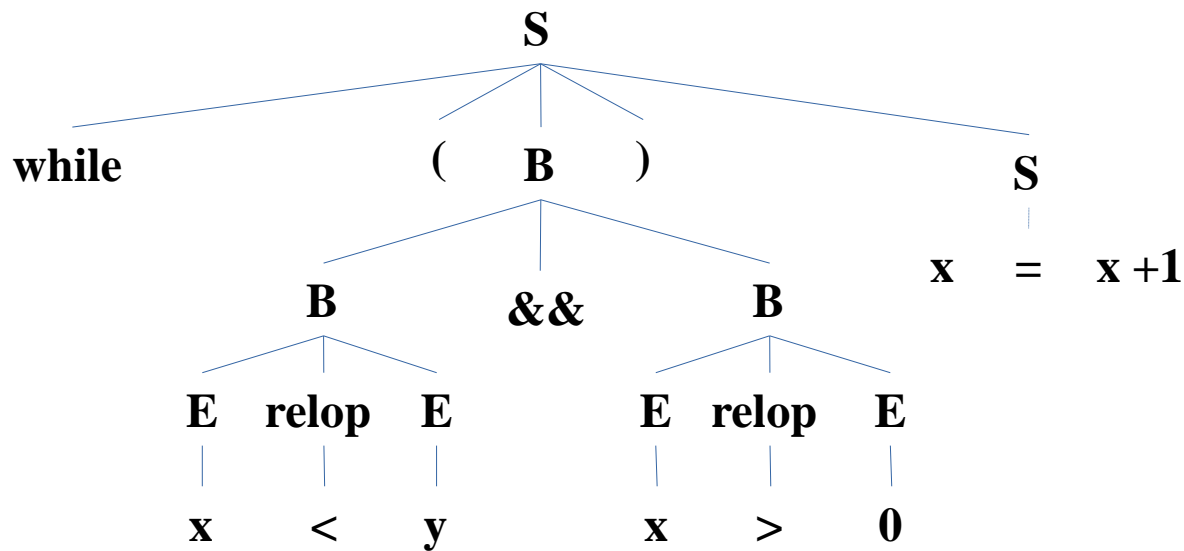 S
while ( B ) S
x = x +1
B && B
E relop E E relop E
x < y x > 0